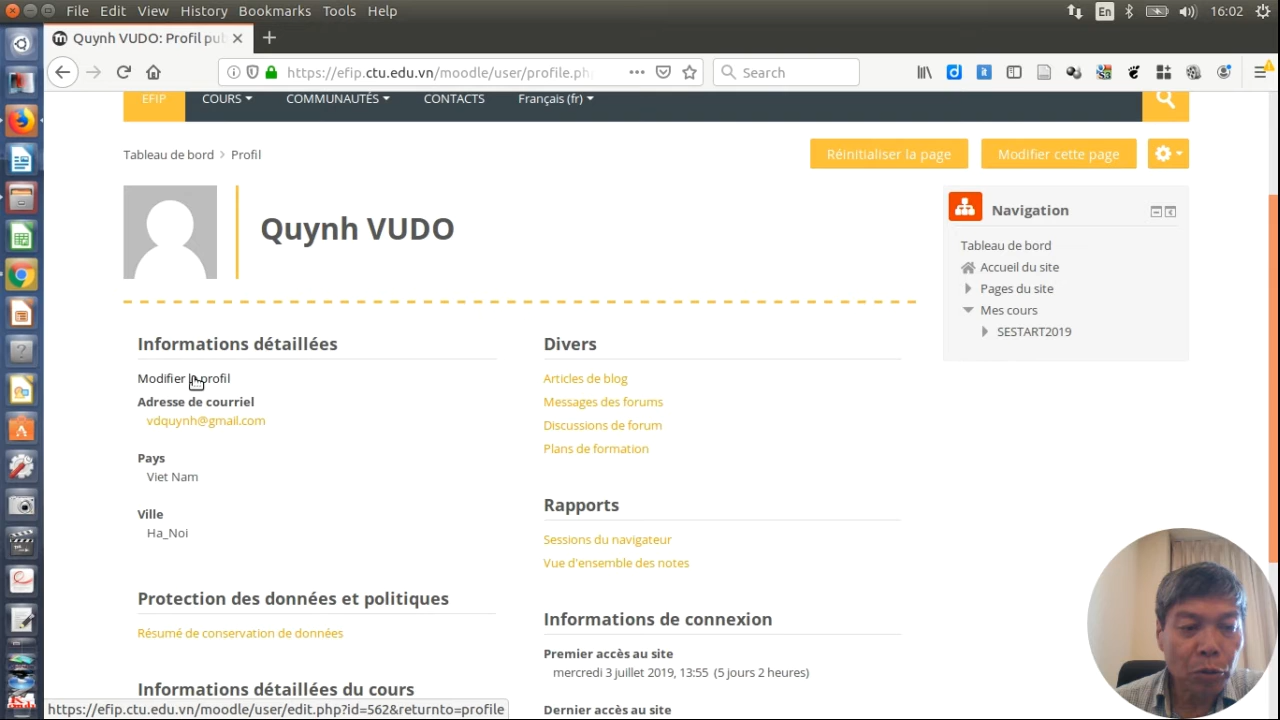 File Edit View History Bookmarks Tools Help
En
16:02
Quynh VUDO: Profil pub
https://efip.ctu.edu.vn/moodle/user/profile.ph
Search
EFIP COURS COMMUNAUTÉS CONTACTS Français (fr)
Tableau de bord Profil
Réinitialiser la page Modifier cette page
Quynh VUDO
Navigation
Tableau de bord
Accueil du site
Pages du site
Mes cours
SESTART2019
Informations détaillées
Modifier profil
Adresse de courriel
vdquynh@gmail.com
Pays
Viet Nam
Ville
Ha_Noi
Protection des données et politiques
Résumé de conservation de données
Informations détaillées du cours
Divers
Articles de blog
Messages des forums
Discussions de forum
Plans de formation
Rapports
Sessions du navigateur
Vue d'ensemble des notes
Informations de connexion
Premier accès au site
mercredi 3 juillet 2019, 13:55 (5 jours 2 heures)
Dernier accès au site
https://efip.ctu.edu.vn/moodle/user/edit.php?id=562&returnto=profile